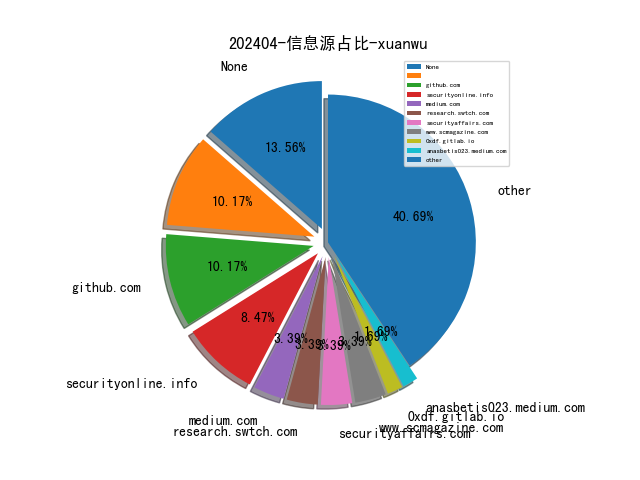 202404-信息源占比-xuanwu
None
None
github.com
securityonline.info
medium.com
research.swtch.com
securityaffairs.com
www.scmagazine.com
0xdf.gitlab.io
anasbetis023.medium.com
other
13.56%
other
10.17%
40.69%
10.17%
github.com
8.47%
3.39%
3.39%
3.39%
3.39%
1.69%
1.69%
securityonline.info
medium.com
research.swtch.com
securityaffairs.com
www.scmagazine.com
0xdf.gitlab.io
anasbetis023.medium.com